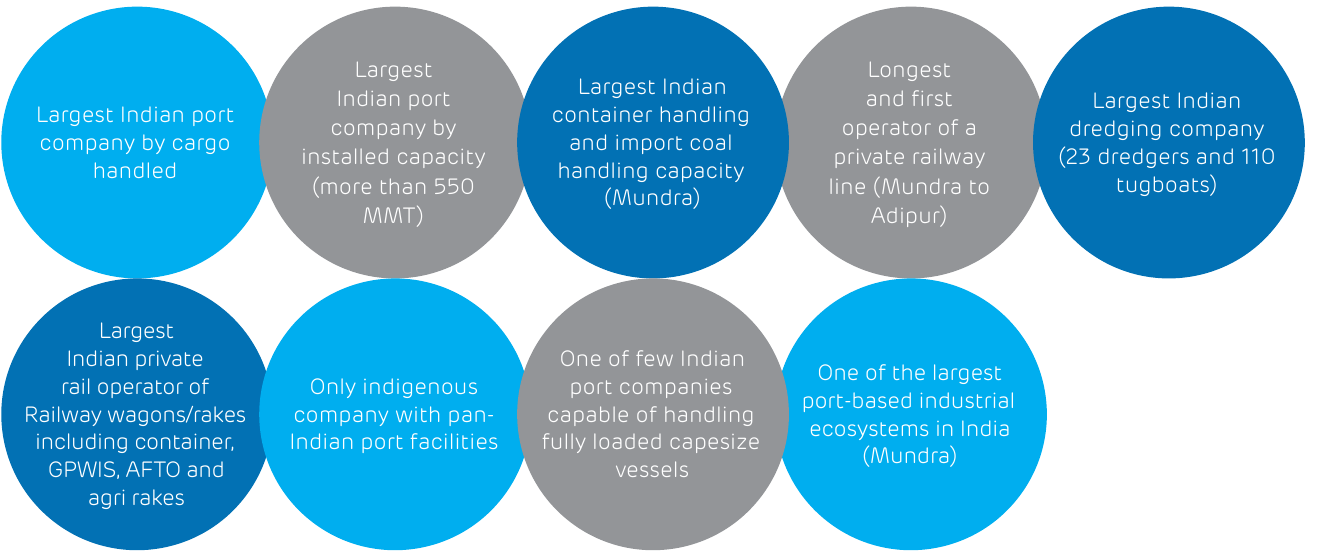 Largest Indian port
company by cargo
handled
Largest
Indian port
company by
installed capacity
(more than 550
MMT)
Largest Indian
container handling
and import coal
handling capacity
(Mundra)
Longest
and first
operator of a
private railway
line (Mundra to
Adipur)
Largest Indian
dredging company
(23 dredgers and 110
tugboats)
Largest
Indian private
rail operator of
Railway wagons/rakes
including container,
GPWIS, AFTO and
agri rakes
Only indigenous
company with pan-
Indian port facilities
One of few Indian
port companies
capable of handling
fully loaded capesize
vessels
One of the largest
port-based industrial
ecosystems in India
(Mundra)